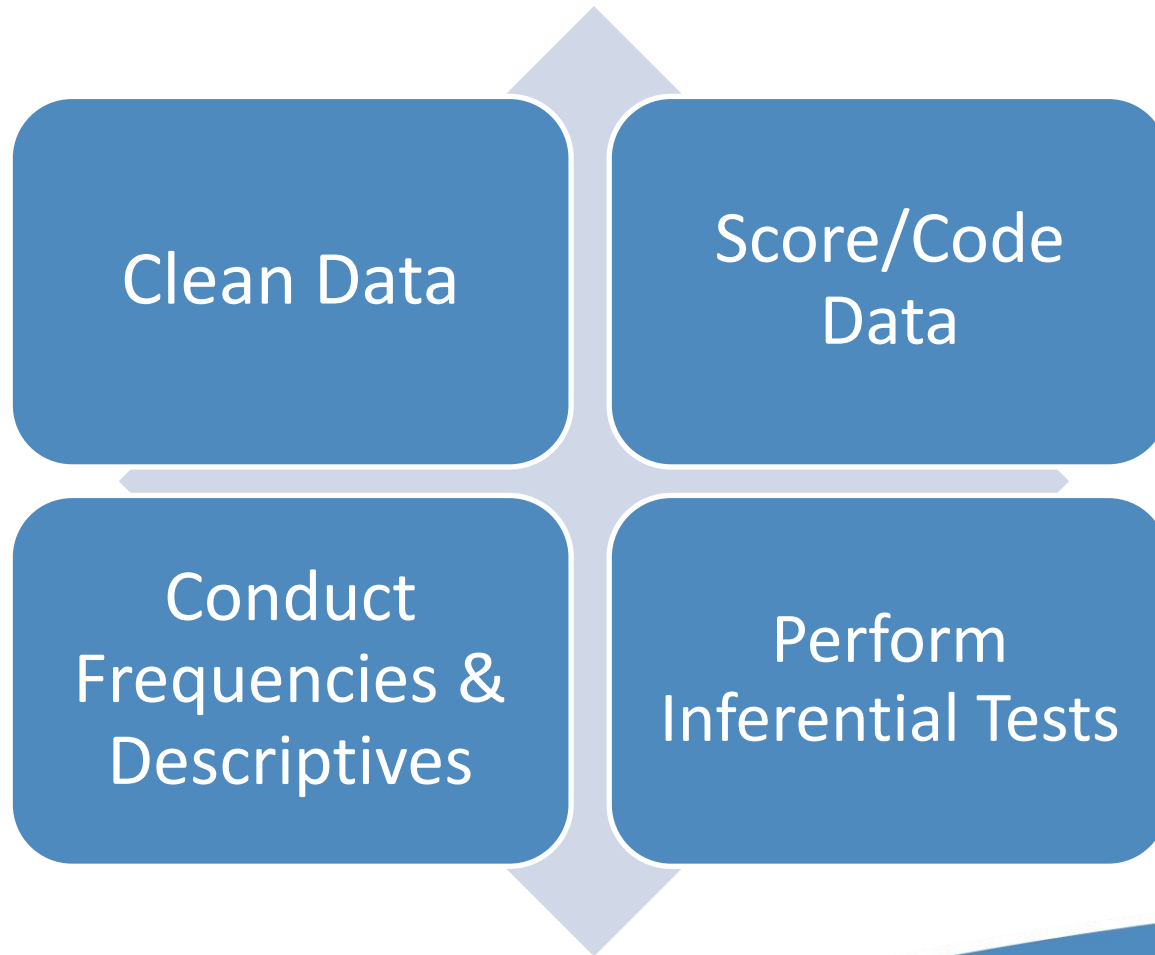 Clean Data
Score/Code
Data
Conduct
Frequencies &
Descriptives
Perform
Inferential Tests